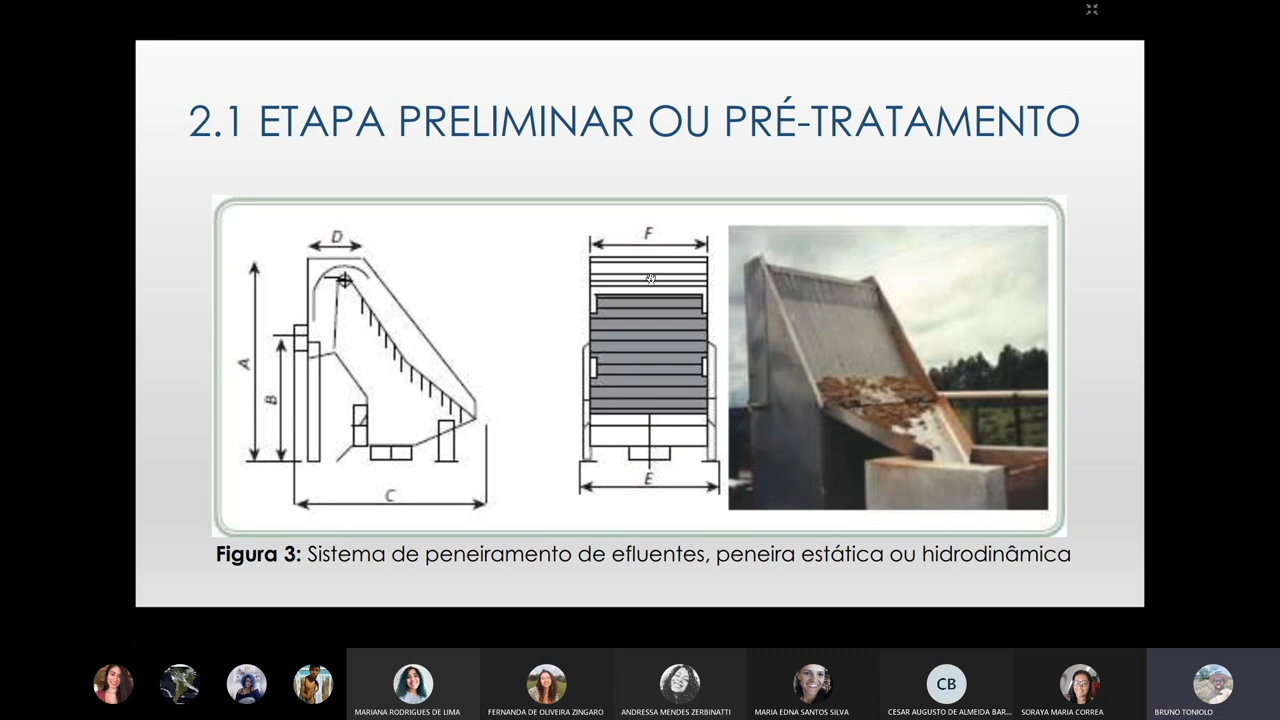 2.1 ETAPA PRELIMINAR OU PRÉ-TRATAMENTO
D
F
A
B
C
E
Figura 3: Sistema de peneiramento de efluentes, peneira estática ou hidrodinâmica
CB
MARIANA RODRIGUES DE LIMA
FERNANDA DE OLIVEIRA ZINGARO
ANDRESSA MENDES ZERBINATTI
MARIA EDNA SANTOS SILVA
CESAR AUGUSTO DE ALMEIDA BAR...
SORAYA MARIA CORREA
BRUNO TONIOLO